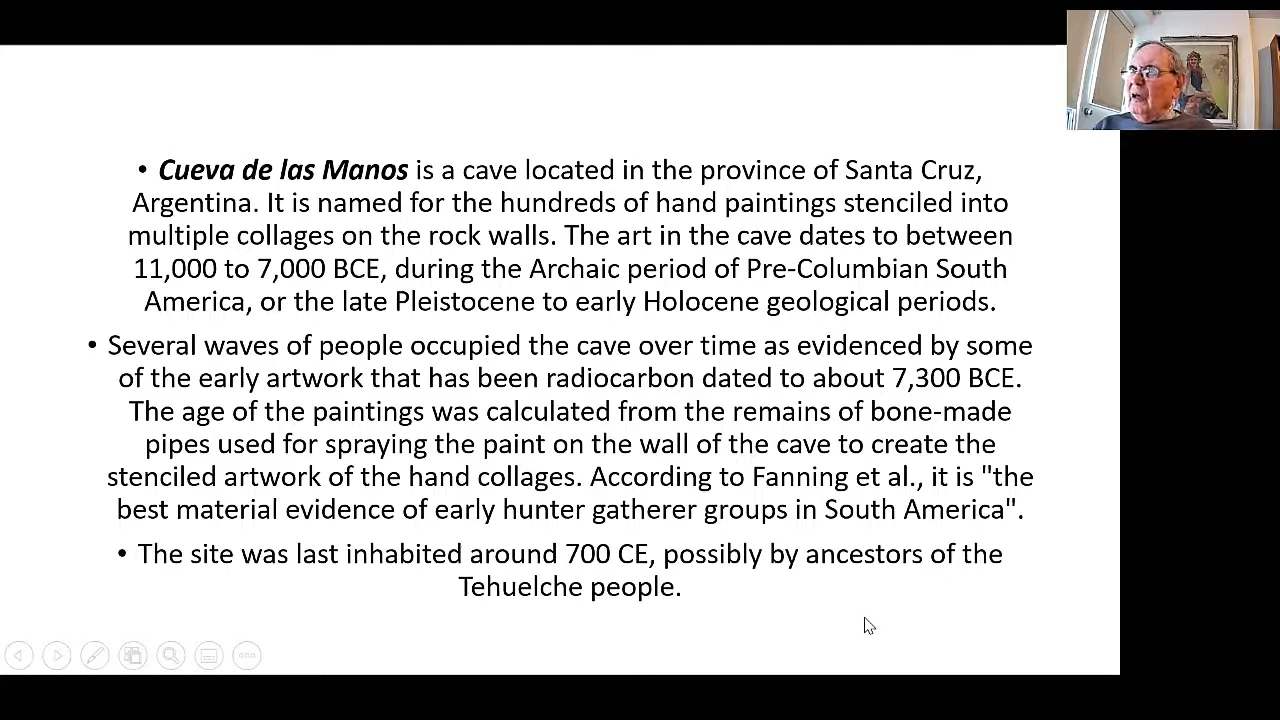 • Cueva de las Manos is a cave located in the province of Santa Cruz,
Argentina. It is named for the hundreds of hand paintings stenciled into
multiple collages on the rock walls. The art in the cave dates to between
11,000 to 7,000 BCE, during the Archaic period of Pre-Columbian South
America, or the late Pleistocene to early Holocene geological periods.
• Several waves of people occupied the cave over time as evidenced by some
of the early artwork that has been radiocarbon dated to about 7,300 BCE.
The age of the paintings was calculated from the remains of bone-made
pipes used for spraying the paint on the wall of the cave to create the
stenciled artwork of the hand collages. According to Fanning et al., it is "the
best material evidence of early hunter gatherer groups in South America".
• The site was last inhabited around 700 CE, possibly by ancestors of the
Tehuelche people.